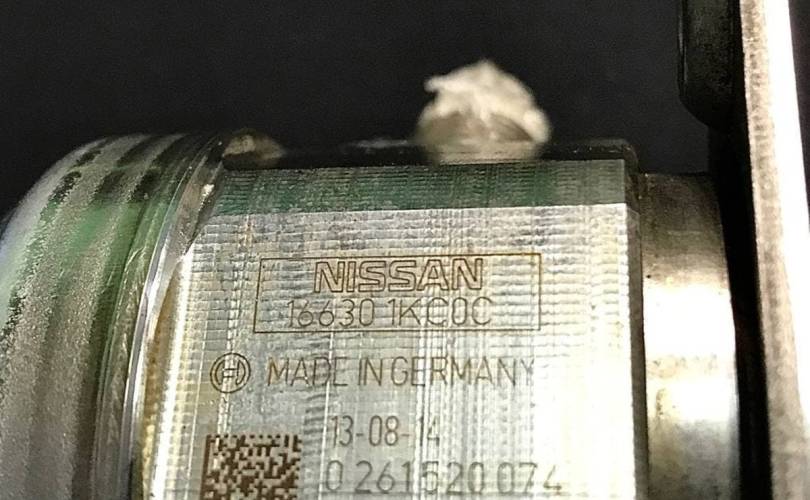 NISSAN
16630 1KC0C
MADE IN GERMANY
13-08-14
0 261 520 074